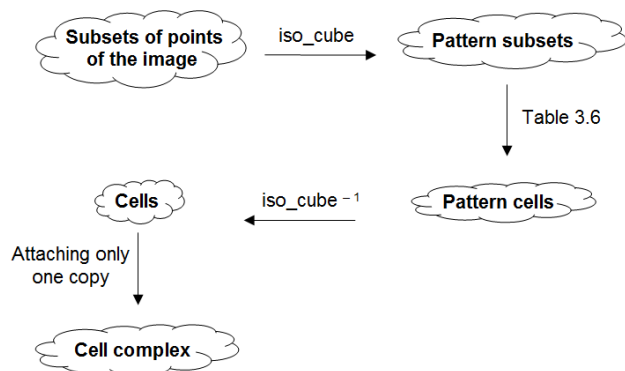 Subsets of points
of the image
iso_cube
Pattern subsets
Table 3.6
Cells
iso_cube ⁻ ¹
Pattern cells
Attaching only
one copy
Cell complex